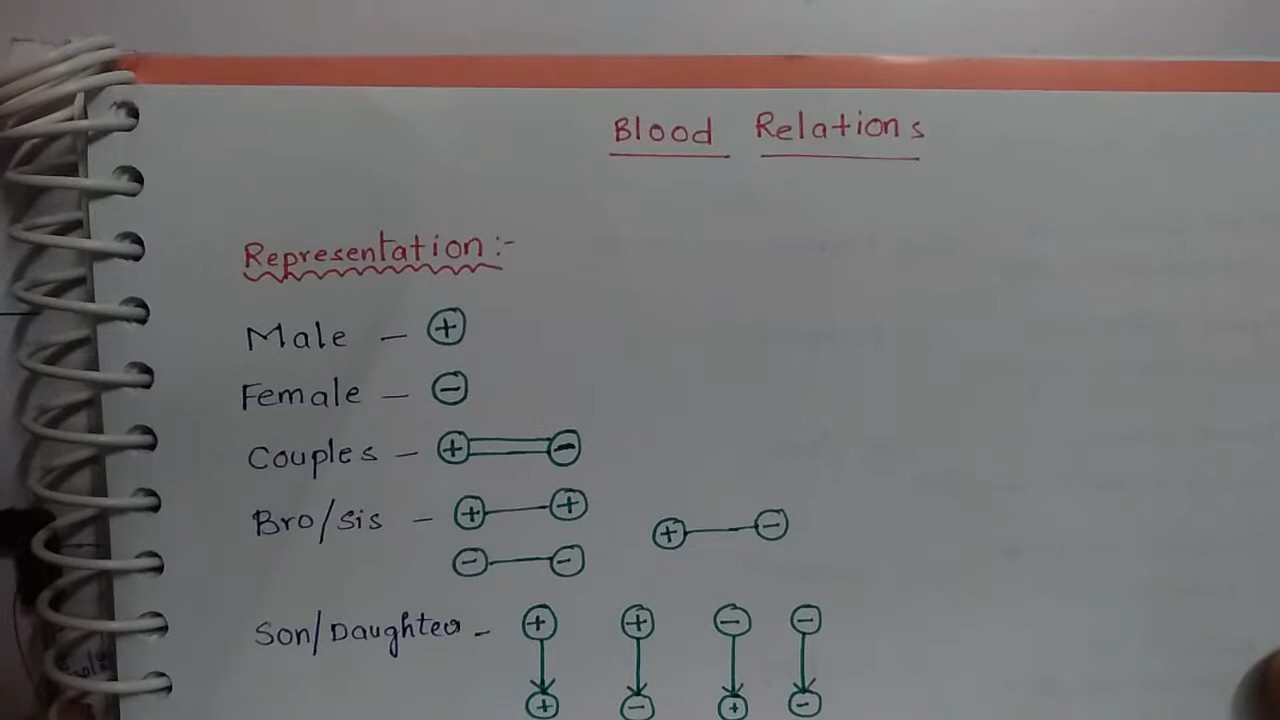 Blood Relations
Representation :-
Male - ⊕
Female - ⊖
Couples - ⊕=⊖
Bro/sis - ⊕—⊕ ⊕—⊖
⊖—⊖
Son/Daughter - ⊕ ⊕ ⊖ ⊖
⊕ ⊖ ⊕ ⊖